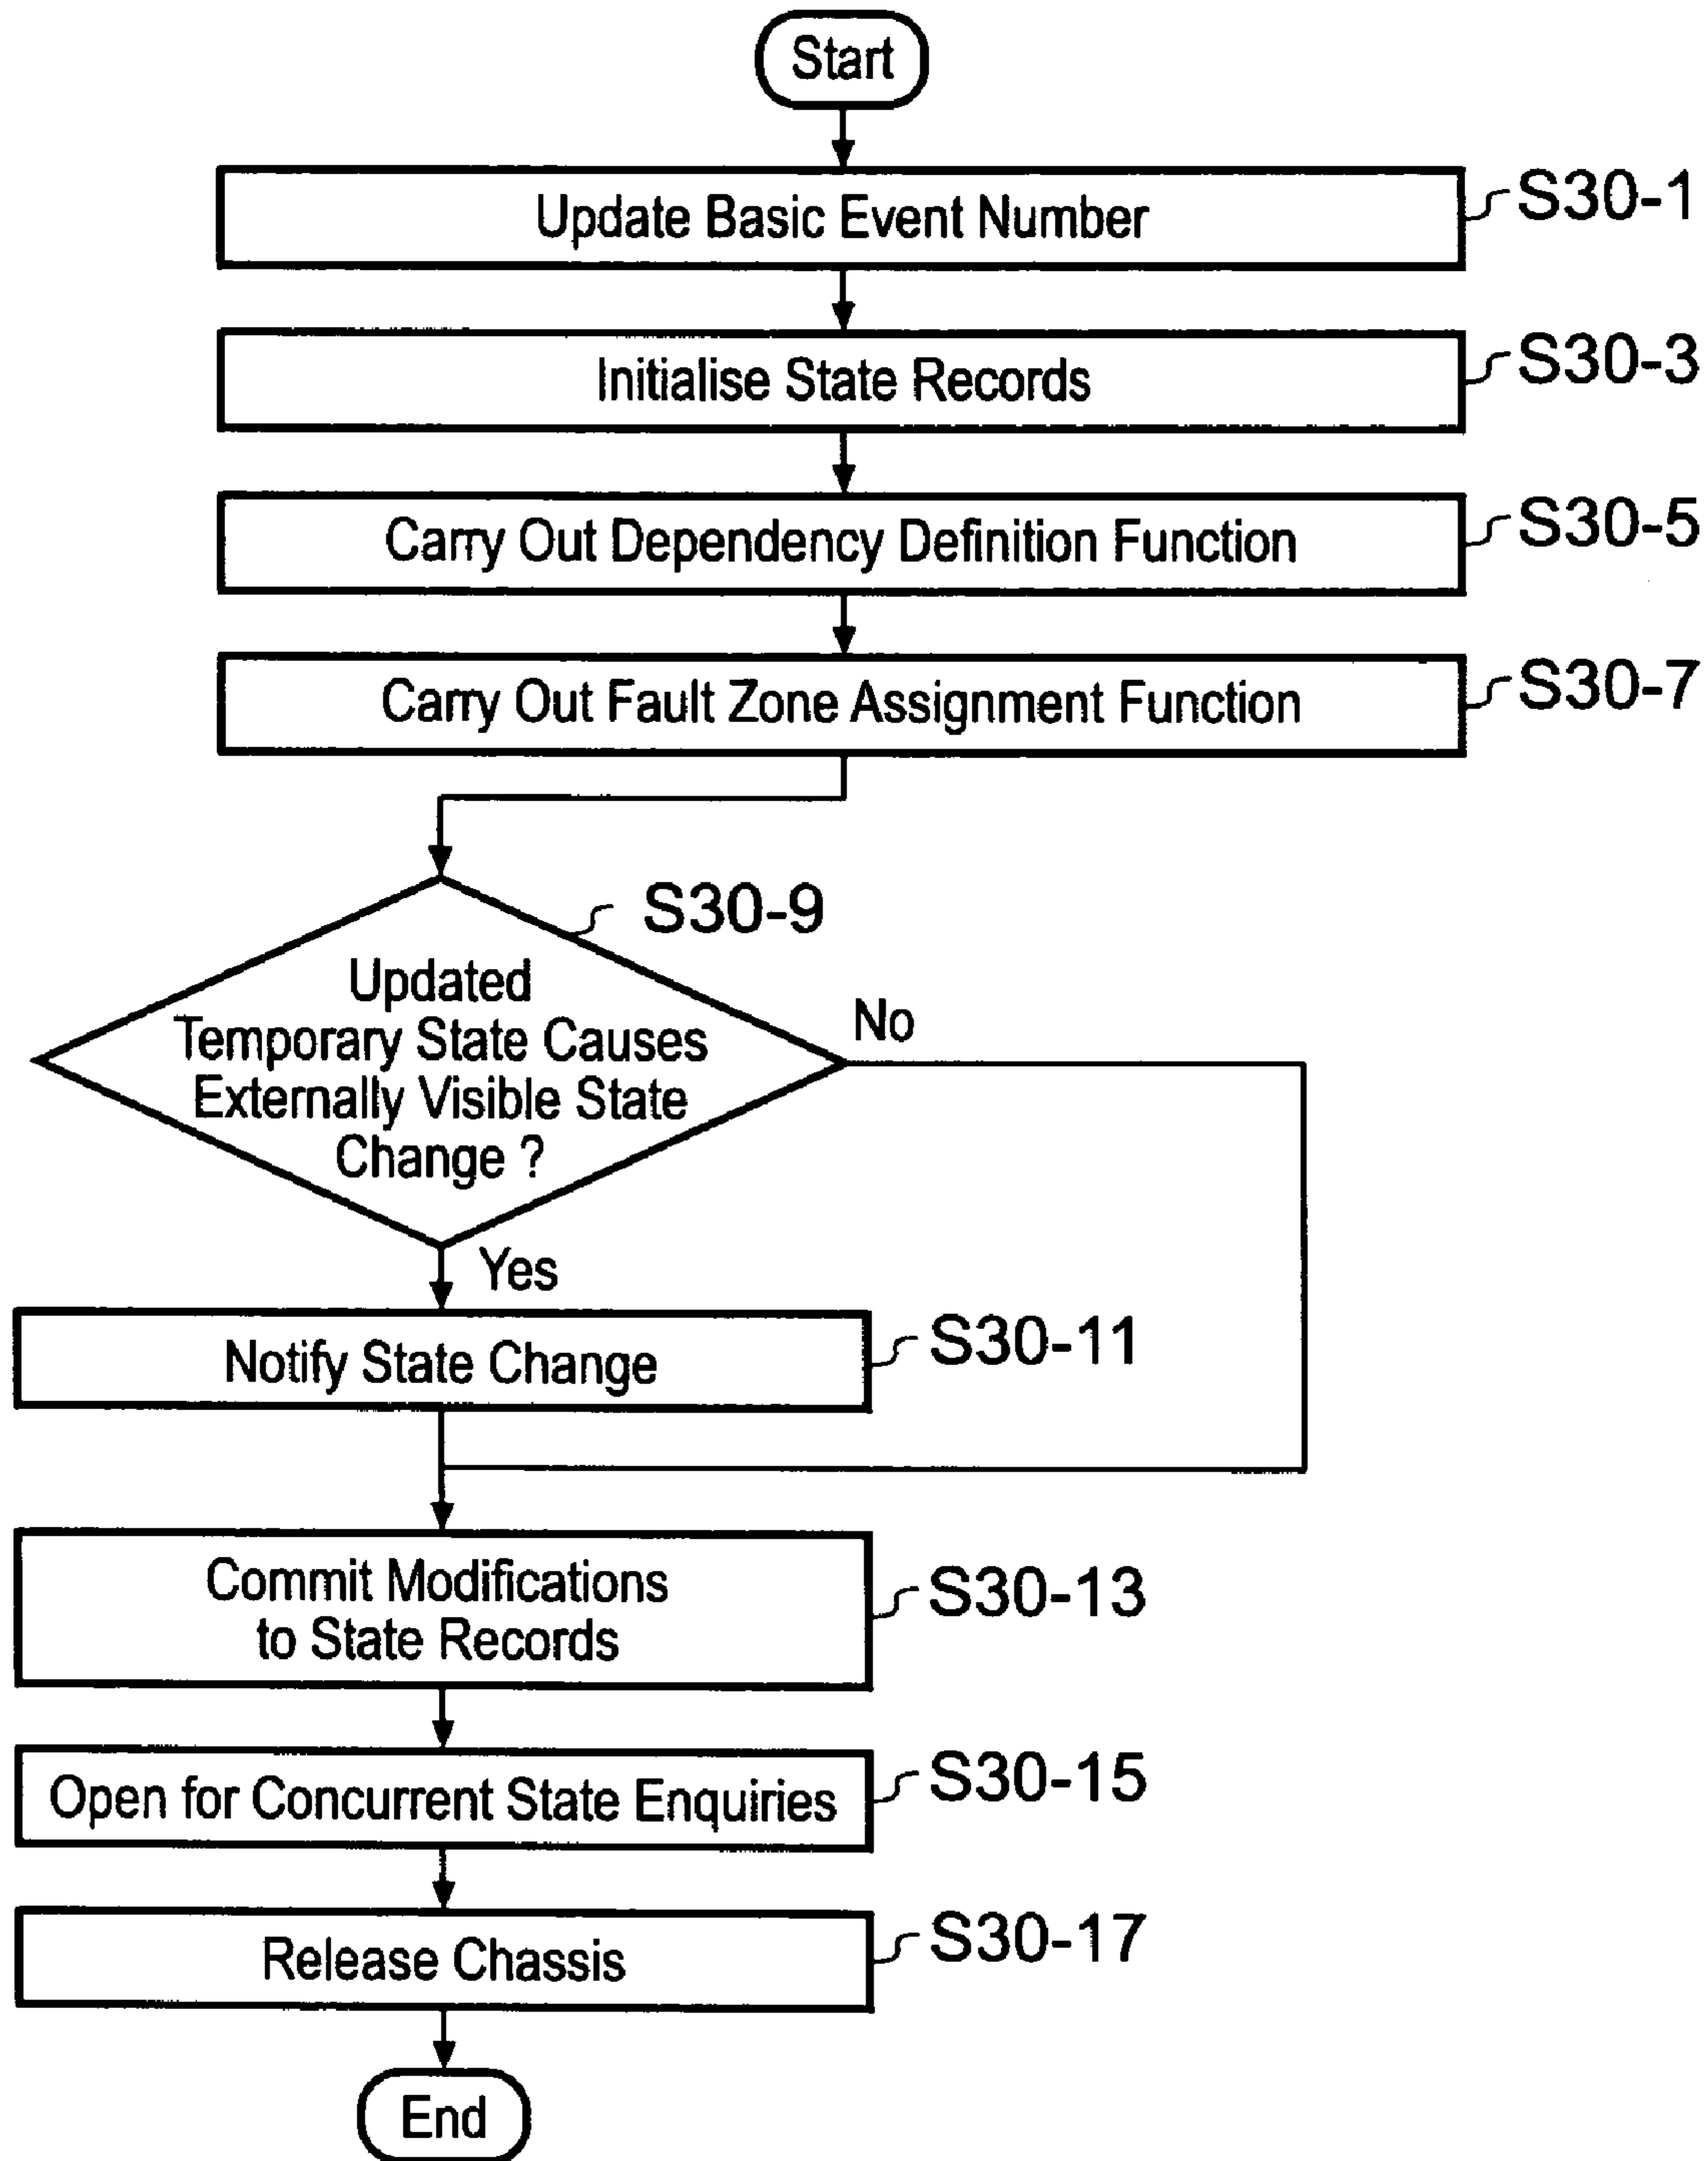 Start
Update Basic Event Number
S30-1
Initialise State Records
S30-3
Carry Out Dependency Definition Function
S30-5
Carry Out Fault Zone Assignment Function
S30-7
S30-9
Updated
Temporary State Causes
Externally Visible State
Change ?
No
Yes
Notify State Change
S30-11
Commit Modifications
to State Records
S30-13
Open for Concurrent State Enquiries
S30-15
Release Chassis
S30-17
End